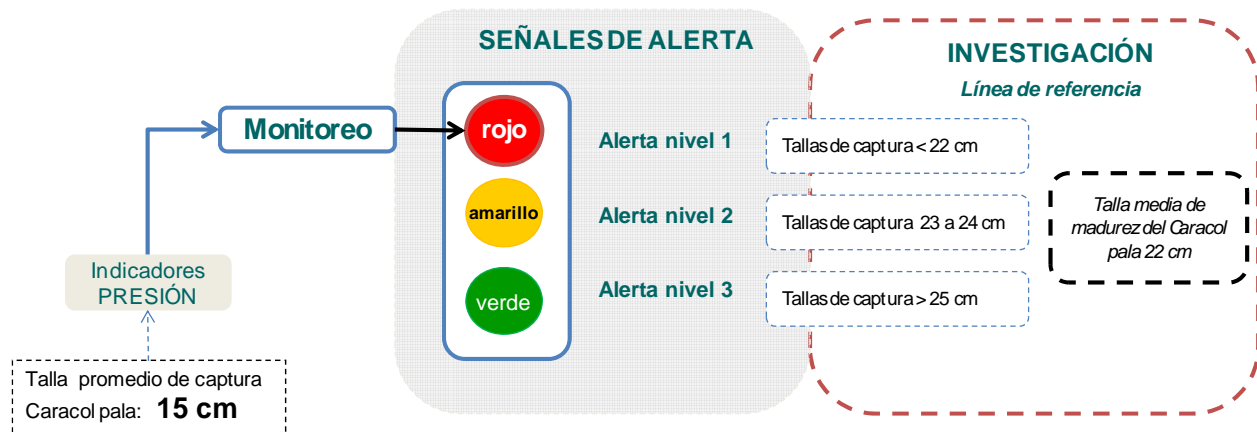 SEÑALES DE ALERTA
INVESTIGACIÓN
Línea de referencia
Monitoreo
rojo
Alerta nivel 1
Tallas de captura < 22 cm
amarillo
Alerta nivel 2
Tallas de captura 23 a 24 cm
Talla media de
madurez del Caracol
pala 22 cm
Indicadores
PRESIÓN
verde
Alerta nivel 3
Tallas de captura > 25 cm
Talla promedio de captura
Caracol pala: 15 cm